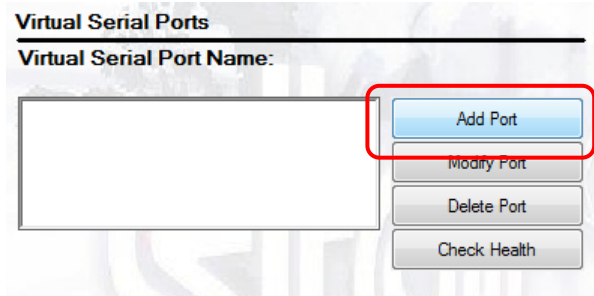 Virtual Serial Ports
Virtual Serial Port Name:
Add Port
Modify Port
Delete Port
Check Health